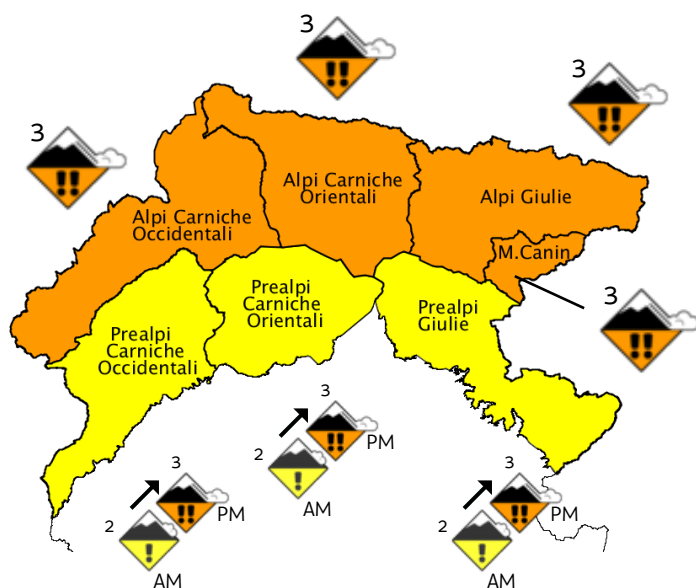 3
3
3
Alpi Carniche
Orientali
Alpi Giulie
Alpi Carniche
Occidentali
M.Canin
Prealpi
Carniche
Orientali
3
Prealpi
Giulie
Prealpi
Carniche
Occidentali
3
2
PM
AM
3
2
PM
AM
3
2
PM
AM